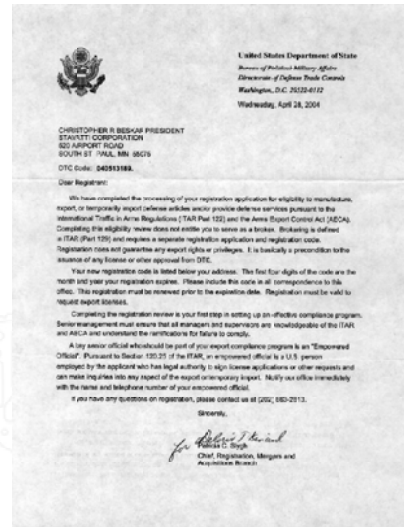 United States Department of State
Bureau of Political-Military Affairs
Directorate of Defense Trade Controls
Washington, D.C. 20522-0112
Wednesday, April 28, 2004
CHRISTOPHER R BESKAR PRESIDENT
STAVATTI CORPORATION
520 AIRPORT ROAD
SOUTH ST. PAUL, MN 55075
DTC Code:
Dear Registrant:
We have completed the processing of your registration application for eligibility to manufacture,
export, or temporarily import defense articles and/or provide defense services pursuant to the
International Traffic in Arms Regulations (ITAR Part 122) and the Arms Export Control Act (AECA).
Completing this eligibility review does not entitle you to serve as a broker. Brokering is defined
in ITAR (Part 129) and requires a separate registration application and registration code.
Registration does not guarantee any export rights or privileges. It is basically a precondition to the
issuance of any license or other approval from DTC.
Your new registration code is listed below your address. The first four digits of the code are the
month and year your registration expires. Please include this code in all correspondence to this
office. This registration must be renewed prior to the expiration date. Registration must be valid to
request export licenses.
Completing the registration review is your first step in setting up an effective compliance program.
Senior management must ensure that all managers and supervisors are knowledgeable of the ITAR
and AECA and understand the ramifications for failure to comply.
A key senior official who should be part of your export compliance program is an "Empowered
Official". Pursuant to Section 120.25 of the ITAR, an empowered official is a U.S. person
employed by the applicant who has legal authority to sign license applications or other requests and
can make inquiries into any aspect of the export or temporary import. Notify our office immediately
with the name and telephone number of your empowered official.
If you have any questions on registration, please contact us at (202) 663-2813.
Sincerely,
for
Patricia C. Slygh
Chief, Registration, Mergers and
Acquisitions Branch